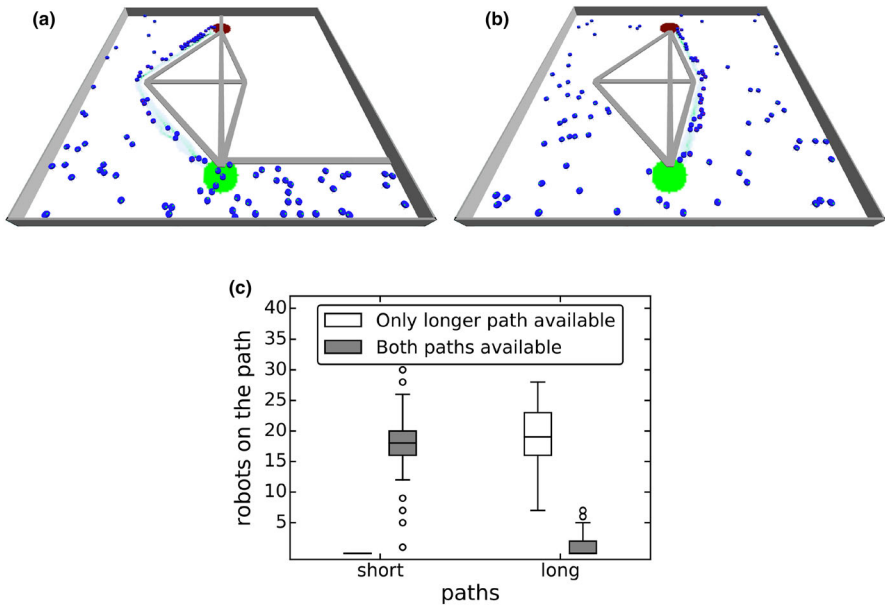 (a)
(b)
(c)
robots on the path
40
35
30
25
20
15
10
5
Only longer path available
Both paths available
short
long
paths